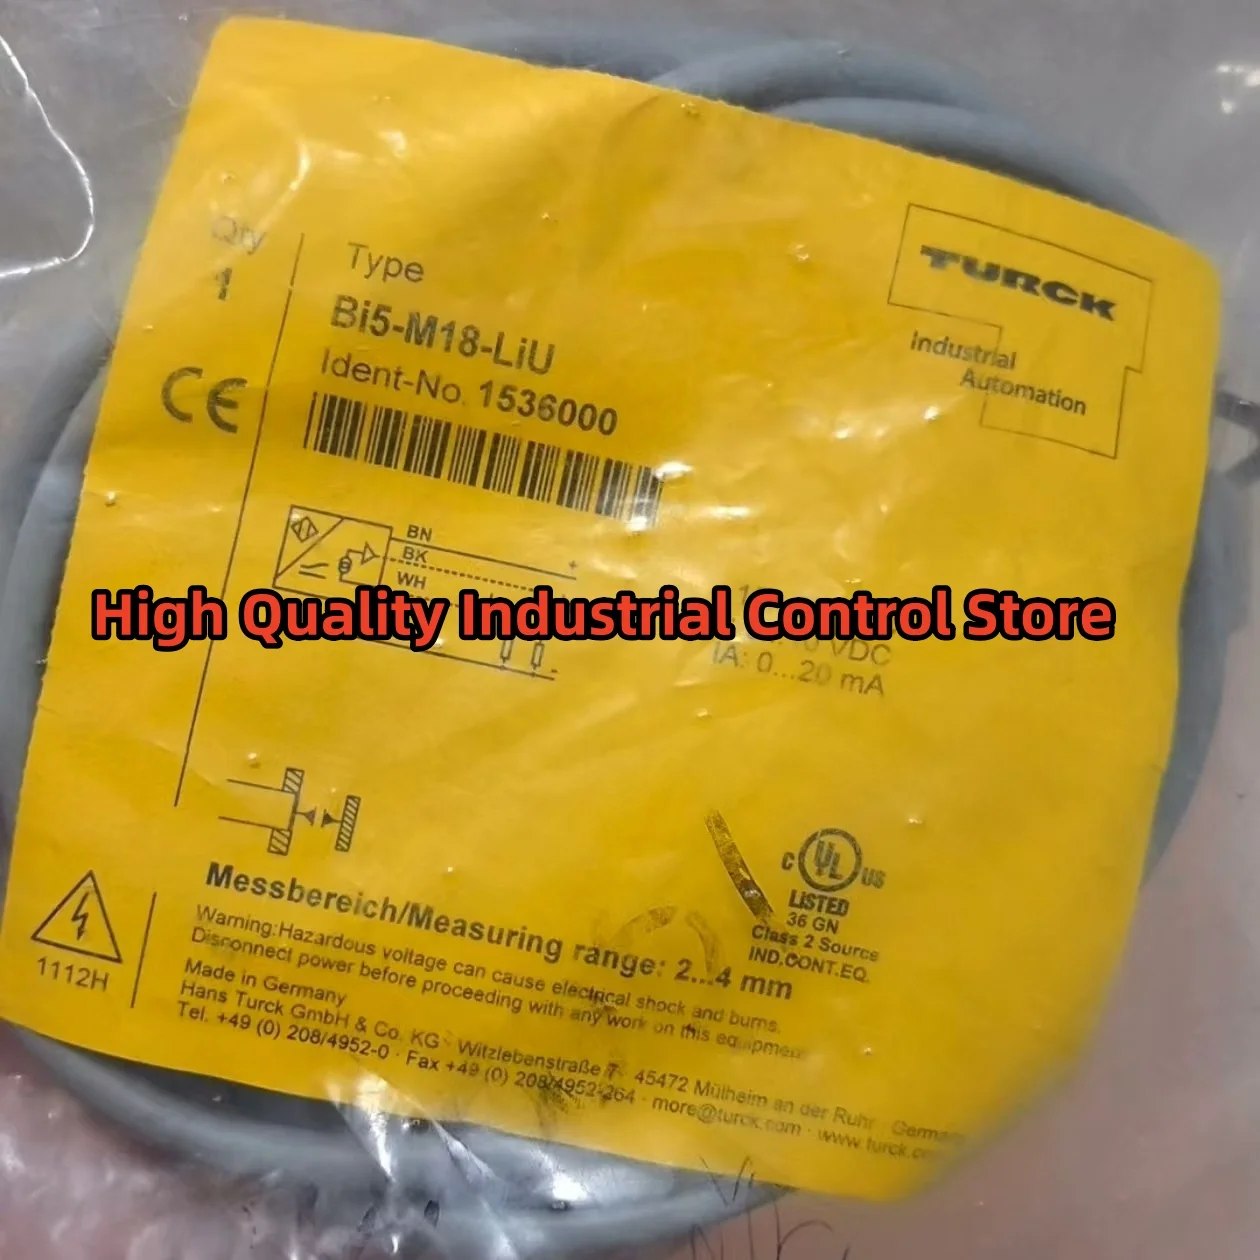 Qty
1
Type
Bi5-M18-LiU
Ident-No. 1536000
TURCK
Industrial
Automation
CE
BN
+
BK
WH
High Quality Industrial Control Store
VDC
IA: 0...20 mA
-
Messbereich/Measuring range: 2...4 mm
C UL US
LISTED
36 GN
Class 2 Source
IND.CONT.EQ.
1112H
Warning:Hazardous voltage can cause electrical shock and burns.
Disconnect power before proceeding with any work on this equipment
Made in Germany
Hans Turck GmbH & Co. KG · Witzlebenstraße 7 · 45472 Mülheim an der Ruhr Germany
Tel. +49 (0) 208/4952-0 · Fax +49 (0) 208/4952-264 · more@turck.com · www.turck.c